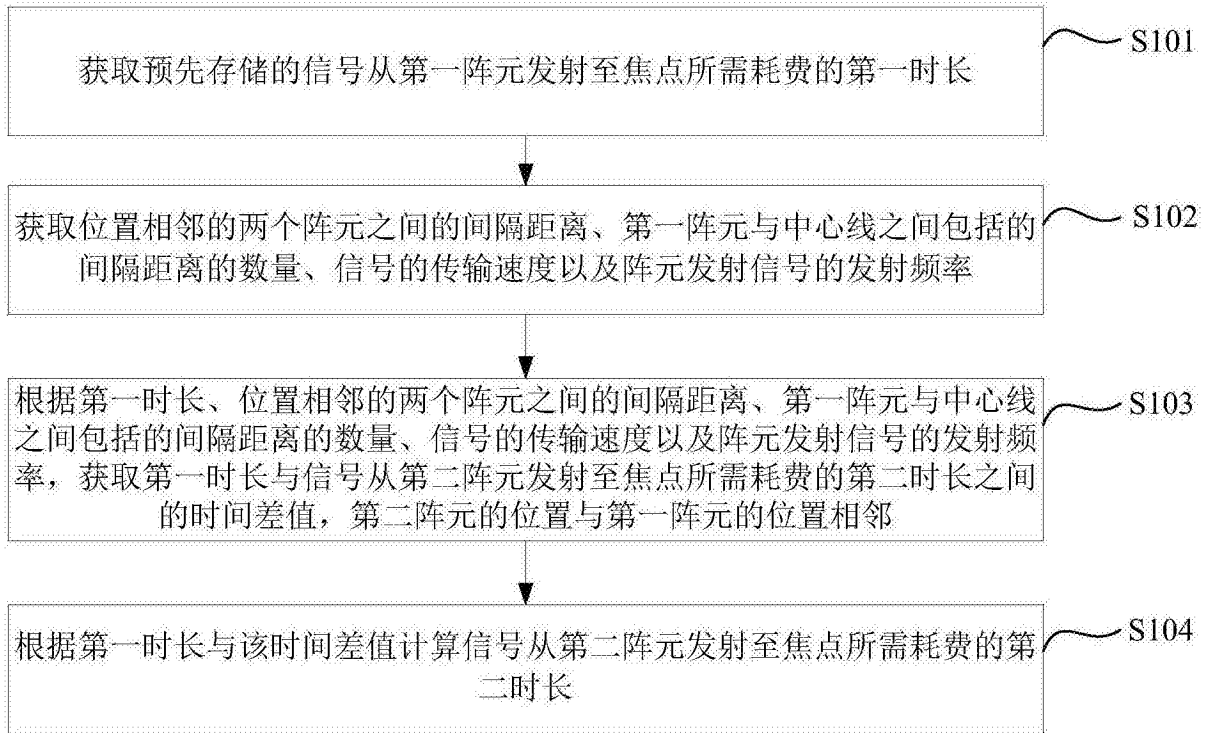 获取预先存储的信号从第一阵元发射至焦点所需耗费的第一时长
S101
获取位置相邻的两个阵元之间的间隔距离、第一阵元与中心线之间包括的
间隔距离的数量、信号的传输速度以及阵元发射信号的发射频率
S102
根据第一时长、位置相邻的两个阵元之间的间隔距离、第一阵元与中心线
之间包括的间隔距离的数量、信号的传输速度以及阵元发射信号的发射频
率，获取第一时长与信号从第二阵元发射至焦点所需耗费的第二时长之间
的时间差值，第二阵元的位置与第一阵元的位置相邻
S103
根据第一时长与该时间差值计算信号从第二阵元发射至焦点所需耗费的第
二时长
S104